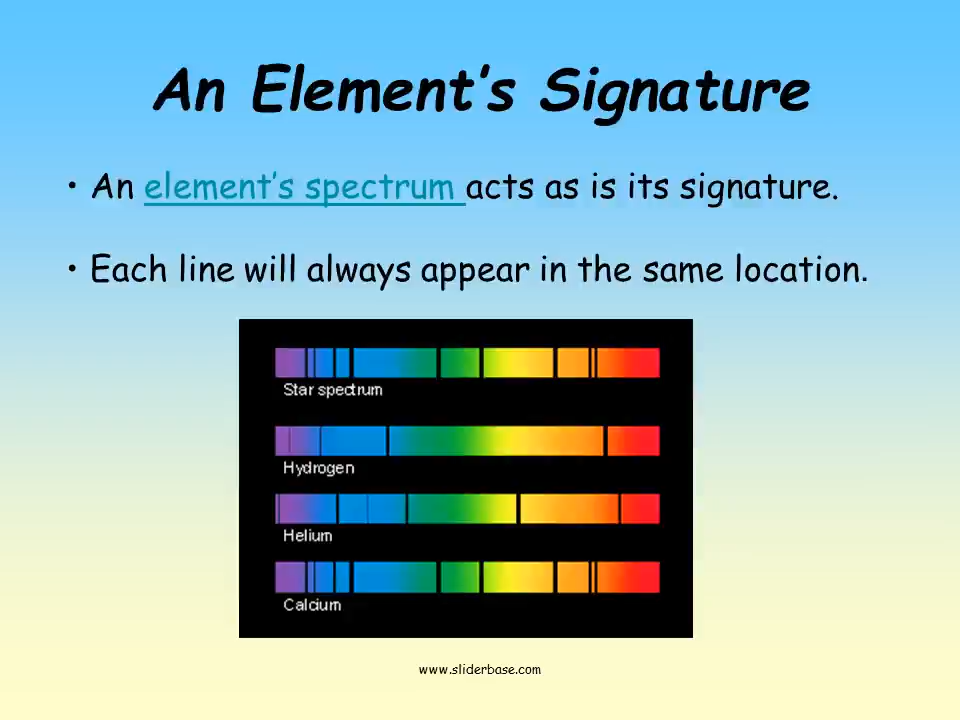 An Element’s Signature
• An element’s spectrum acts as is its signature.
• Each line will always appear in the same location.
Star spectrum
Hydrogen
Helium
Calcium
www.sliderbase.com